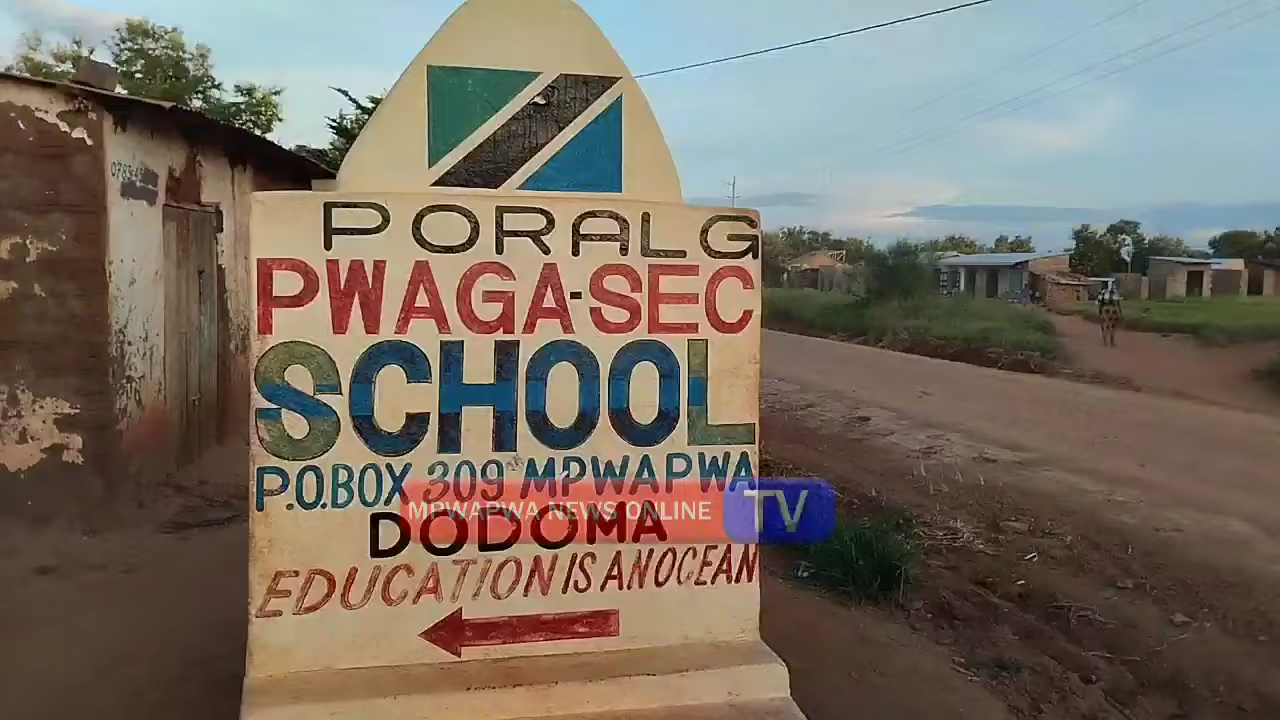 PORALG
PWAGA-SEC
SCHOOL
P.O.BOX 309 MPWAPWA
MPWAPWA NEWS ONLINE TV
DODOMA
EDUCATION IS AN OCEAN